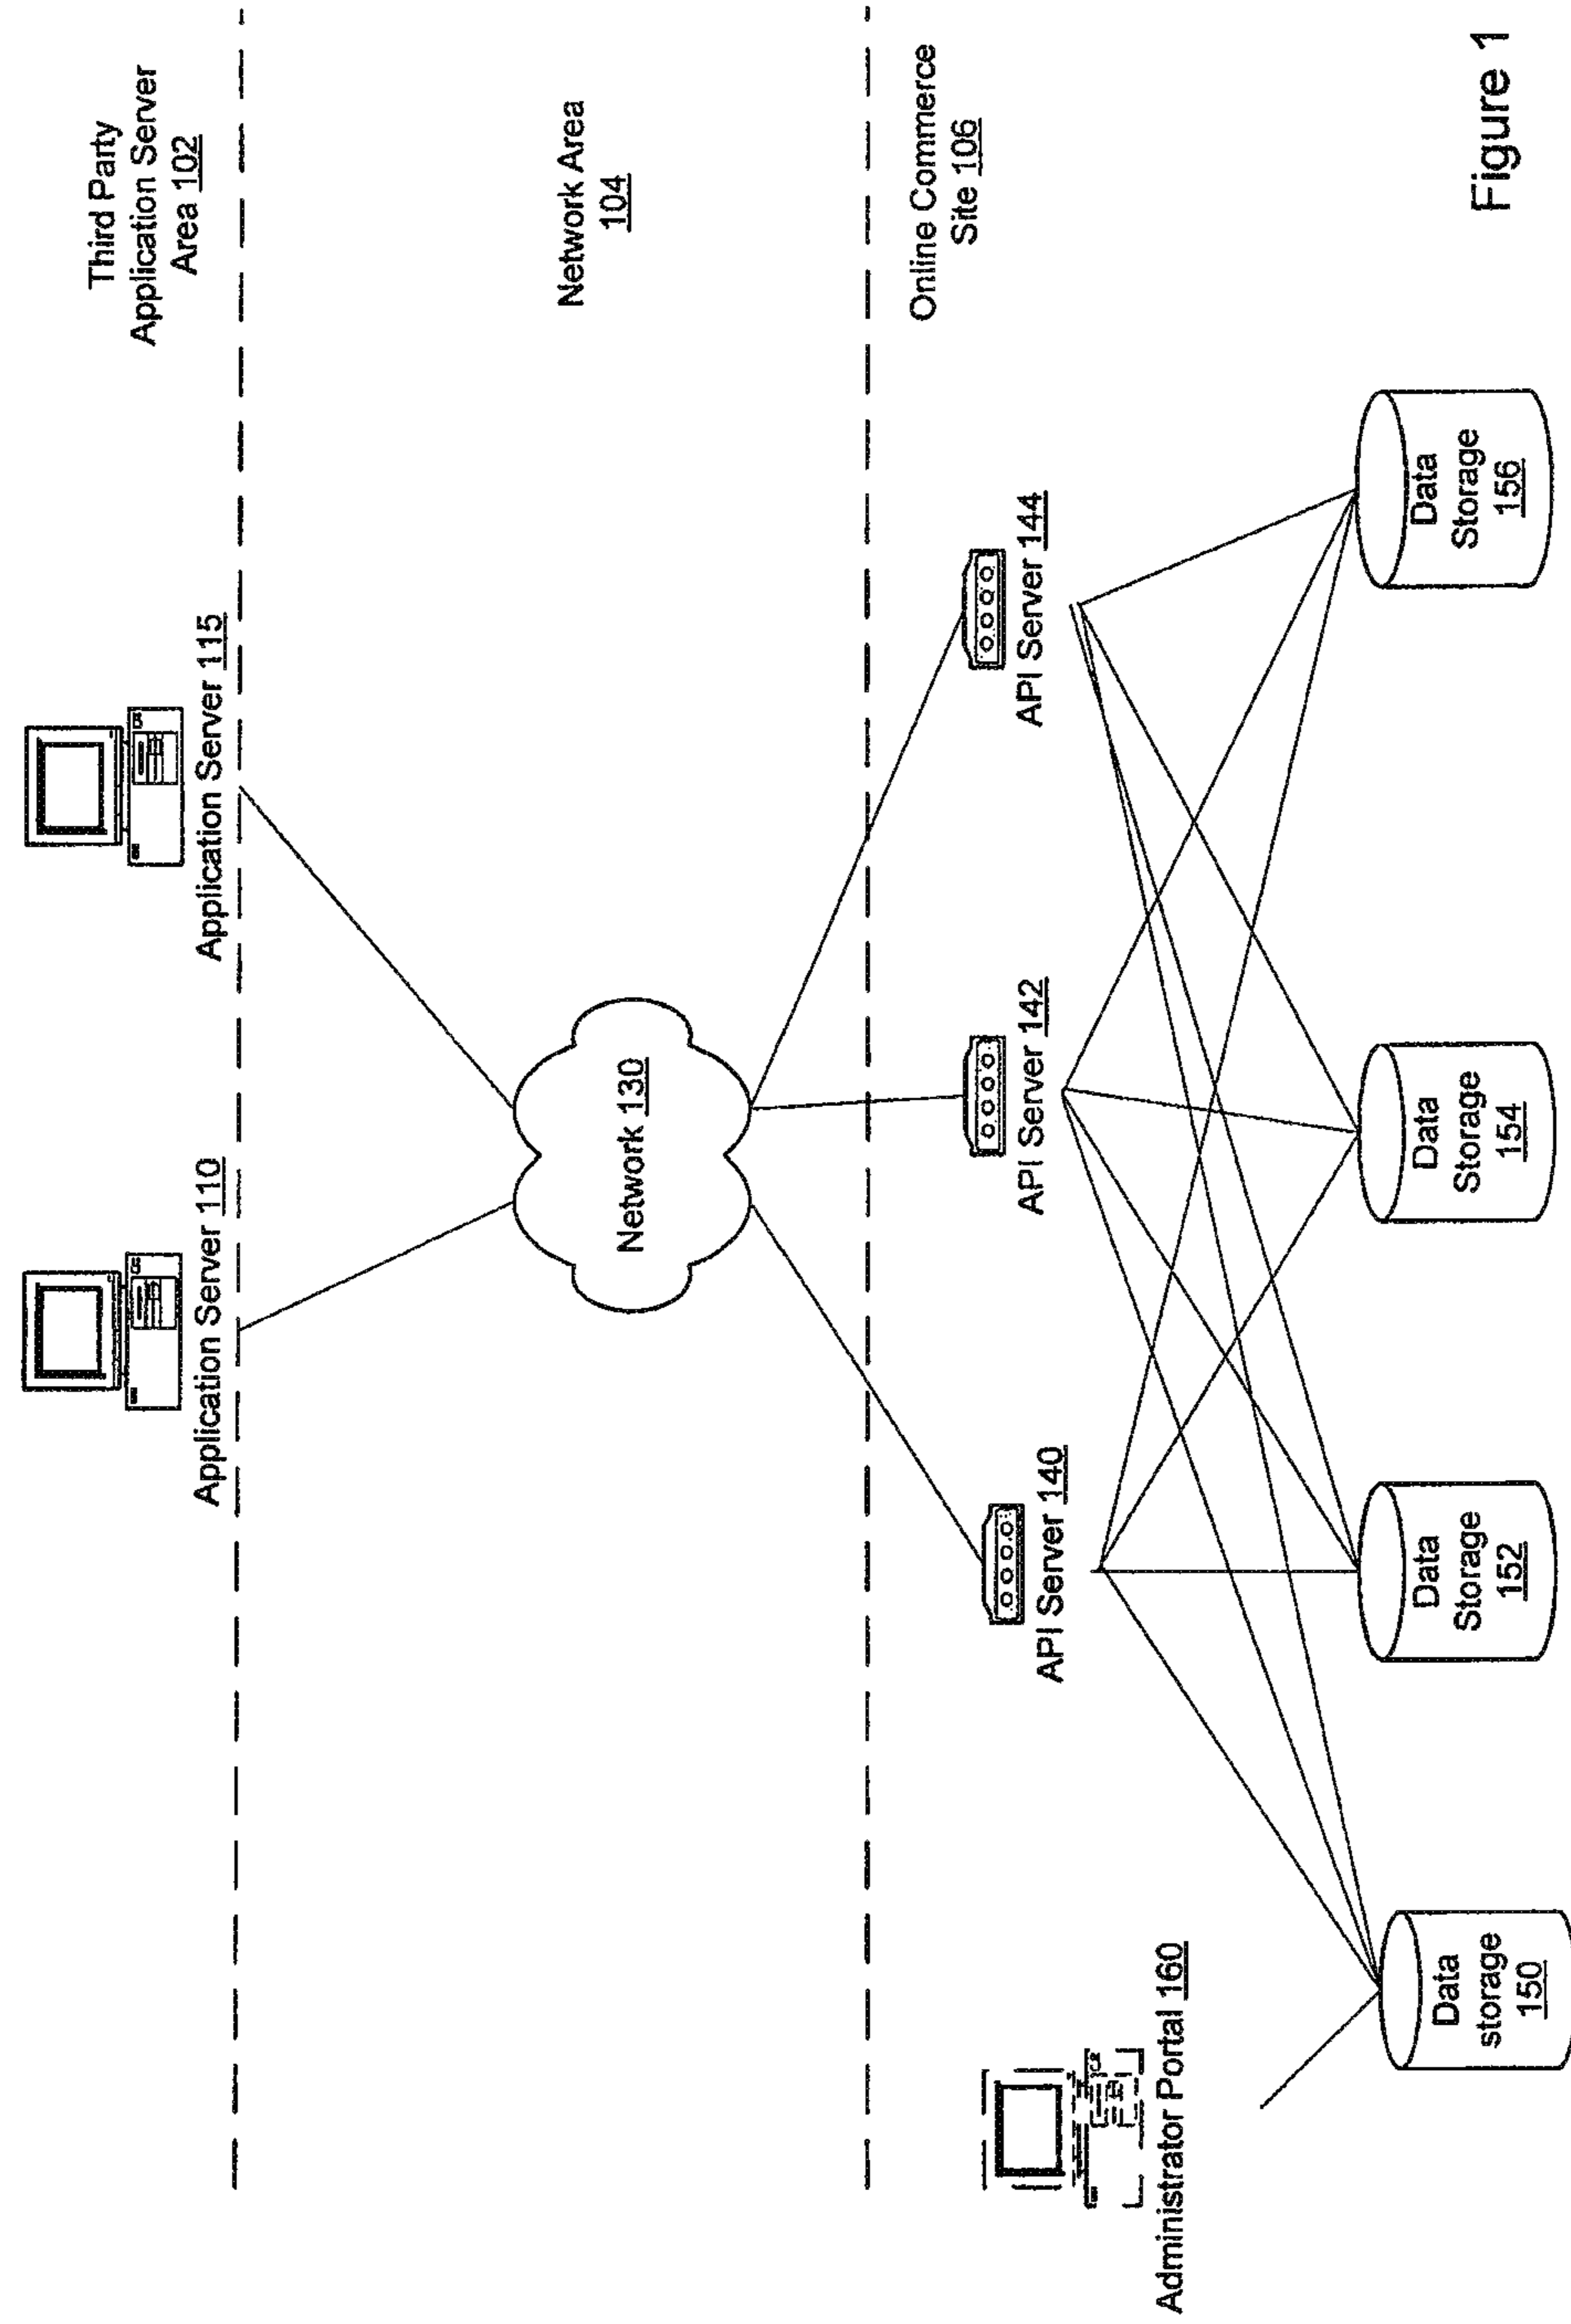 Third Party
Application Server
Area 102
Application Server 110
Application Server 115
Network Area
104
Network 130
Online Commerce
Site 106
Administrator Portal 160
API Server 140
API Server 142
API Server 144
Data
storage
150
Data
Storage
152
Data
Storage
154
Data
Storage
156
Figure 1